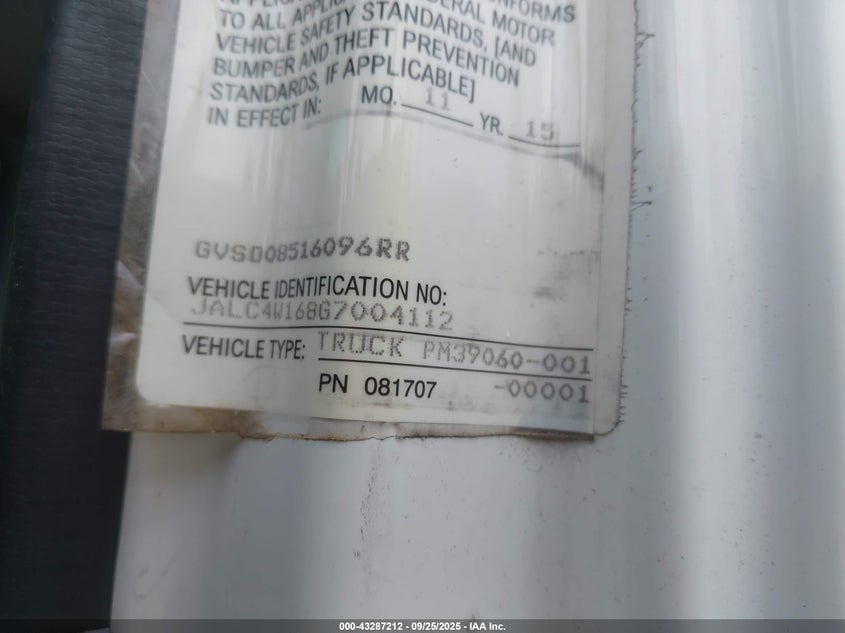 CONFORMS
TO ALL APPLIC FEDERAL MOTOR
VEHICLE SAFETY STANDARDS, [AND
BUMPER AND THEFT PREVENTION
STANDARDS, IF APPLICABLE]
IN EFFECT IN: MO. 11 YR. 15
GVSD08516096RR
VEHICLE IDENTIFICATION NO:
JALC4W168G7004112
VEHICLE TYPE: TRUCK PM39060-001
PN 081707 -00001
000-43287212 - 09/25/2025 - IAA Inc.